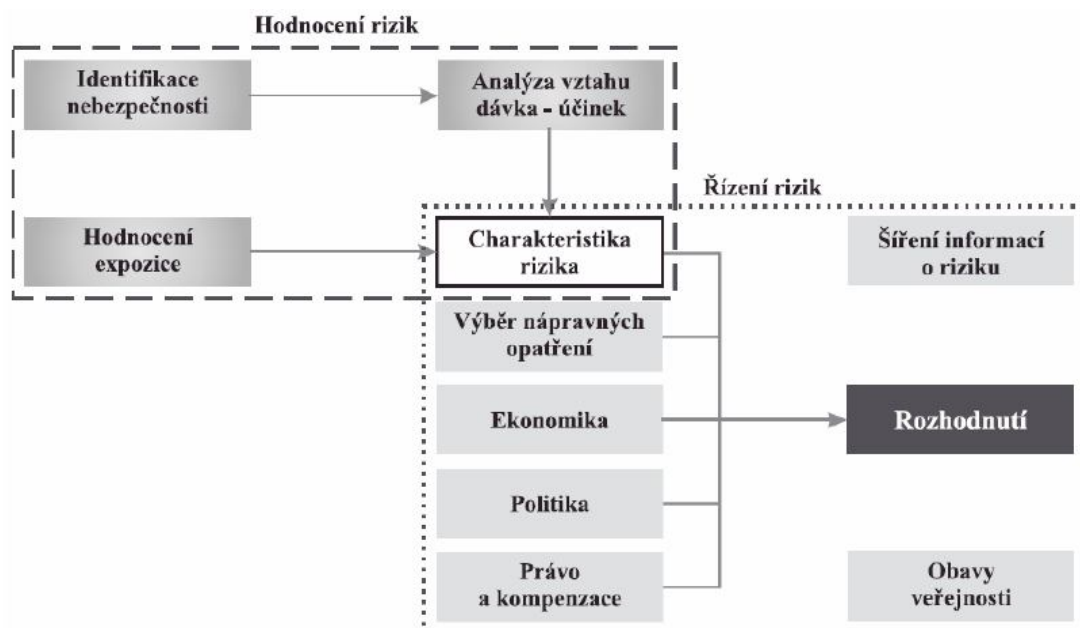 Hodnocení rizik
Identifikace
nebezpečnosti
Analýza vztahu
dávka - účinek
Řízení rizik
Hodnocení
expozice
Charakteristika
rizika
Šíření informací
o riziku
Výběr nápravných
opatření
Ekonomika
Rozhodnutí
Politika
Právo
a kompenzace
Obavy
veřejnosti